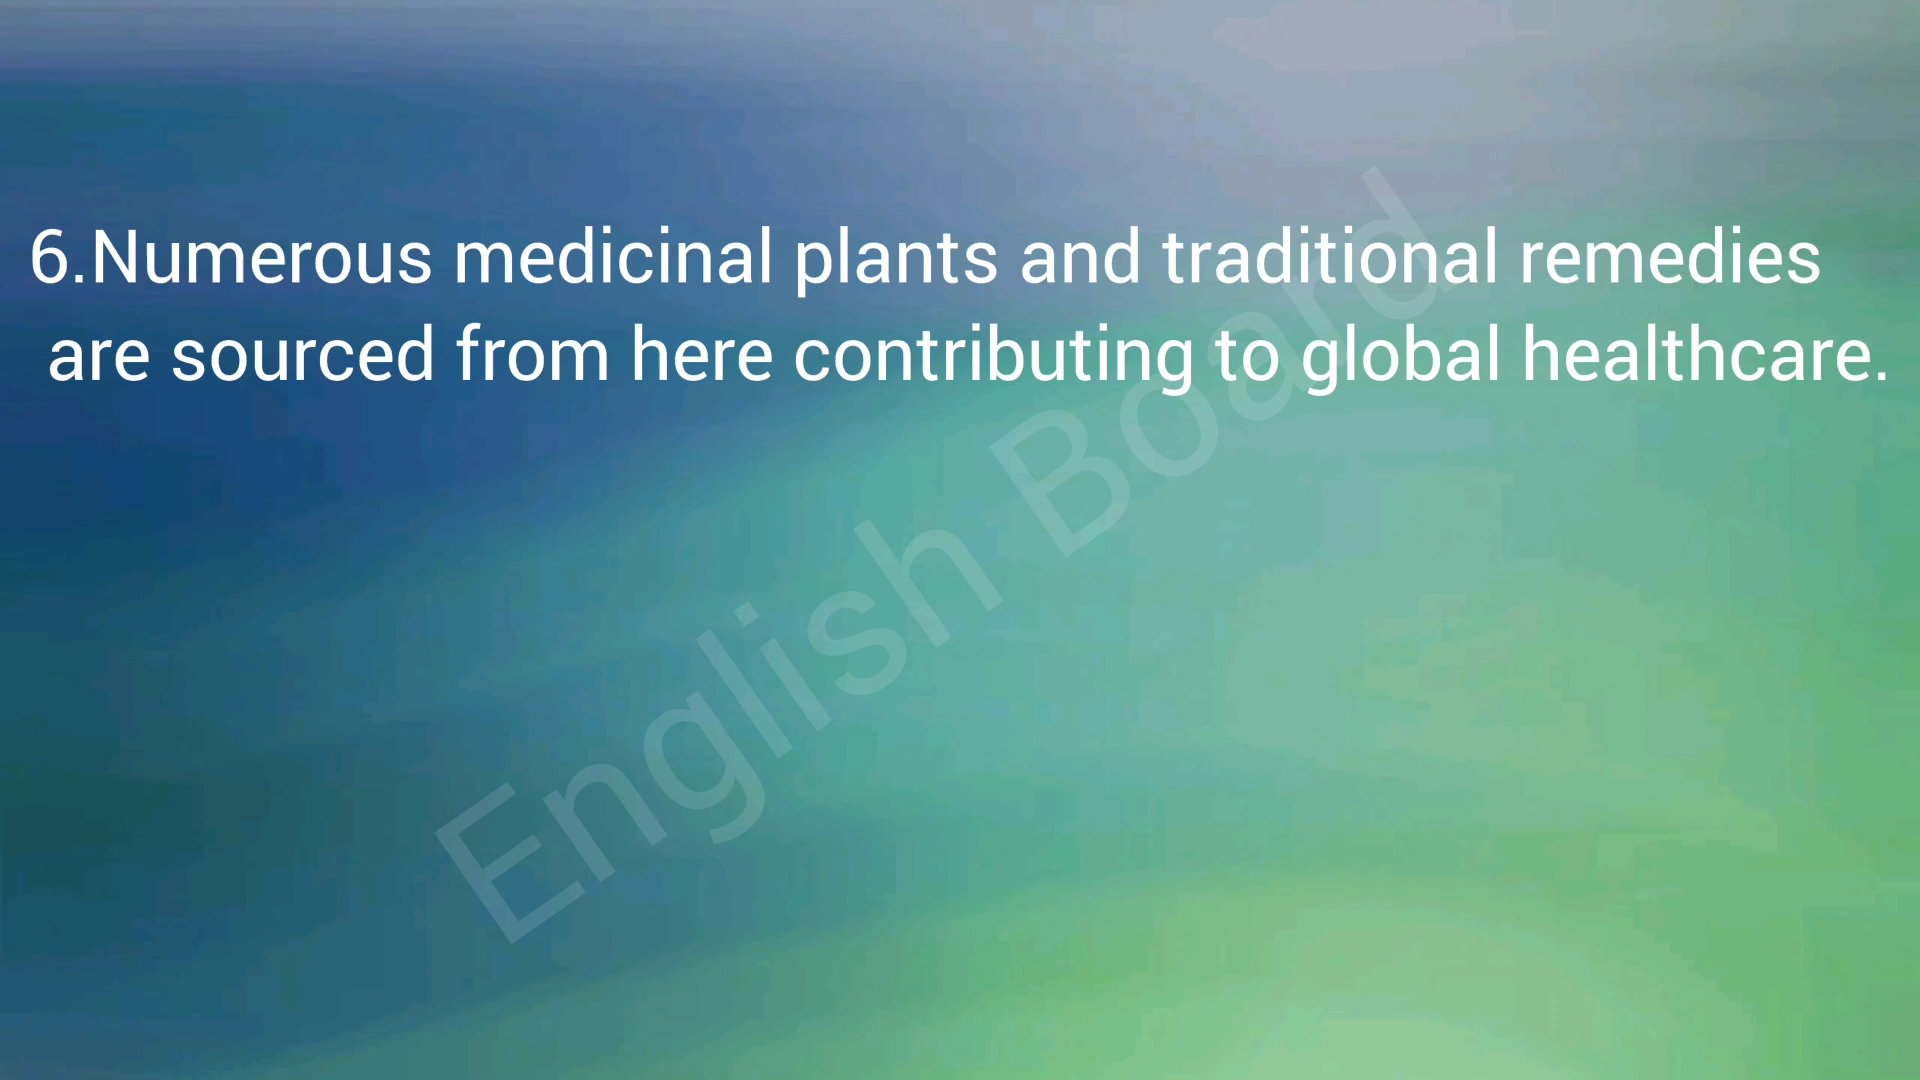 6.Numerous medicinal plants and traditional remedies
are sourced from here contributing to global healthcare.
English Board